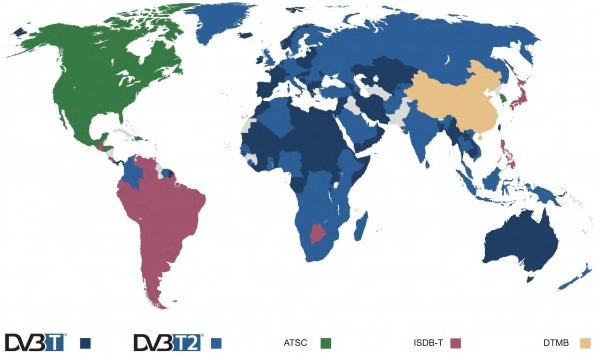 DVB T DVB T2 ATSC ISDB-T DTMB